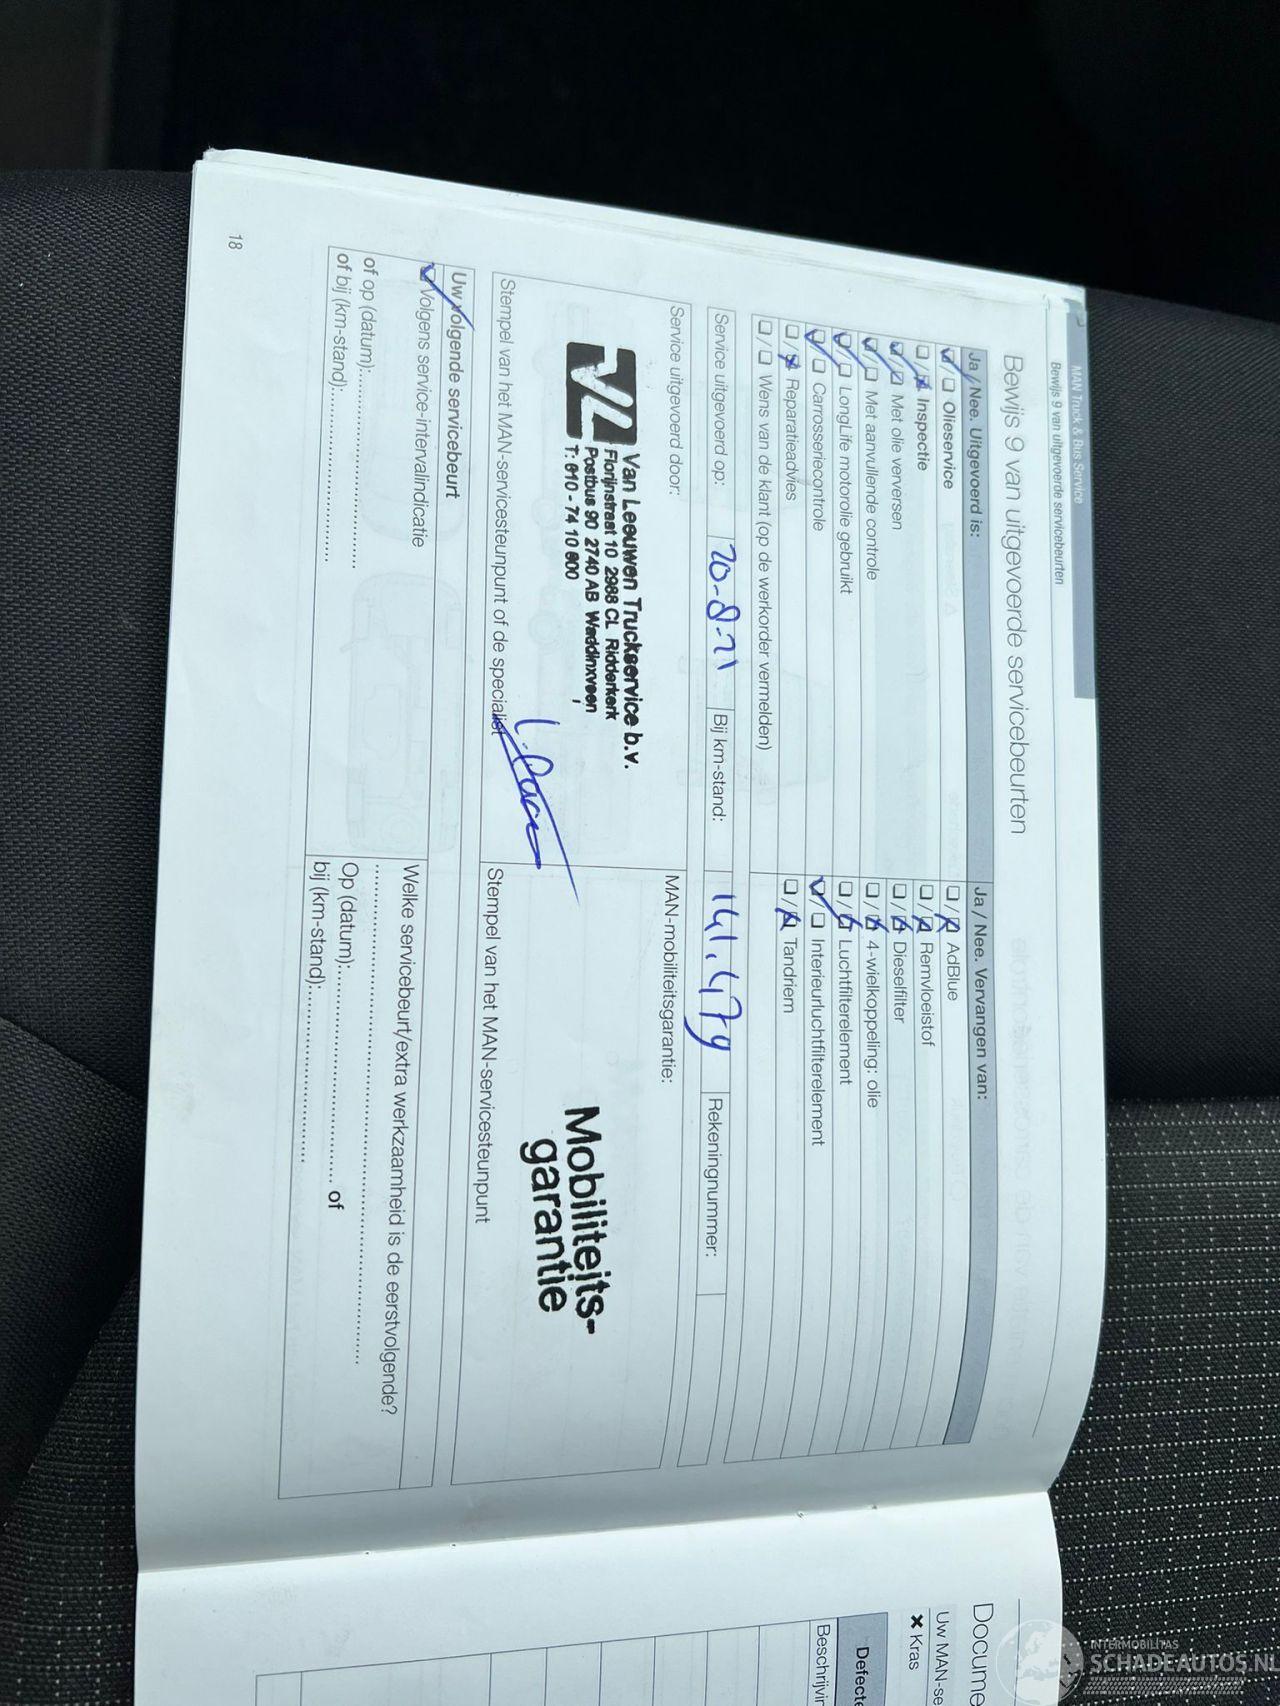 MAN Truck & Bus Service
Bewijs 9 van uitgevoerde servicebeurten
Bewijs 9 van uitgevoerde servicebeurten
Ja / Nee. Uitgevoerd is:
Olieservice
Inspectie
Met olie verversen
Met aanvullende controle
LongLife motorolie gebruikt
Carrosseriecontrole
Reparatieadvies
Wens van de klant (op de werkorder vermelden)
Ja / Nee. Vervangen van:
AdBlue
Remvloeistof
Dieselfilter
4-wielkoppeling: olie
Luchtfilterelement
Interieurluchtfilterelement
Tandriem
Service uitgevoerd op: 20-8-21 Bij km-stand: 141.479 Rekeningnummer:
Service uitgevoerd door:
VL
Van Leeuwen Truckservice b.v.
Florijnstraat 10 2988 CL Ridderkerk
Postbus 90 2740 AB Waddinxveen
T: 010 - 74 10 600
Stempel van het MAN-servicesteunpunt of de specialist
MAN-mobiliteitsgarantie:
Mobiliteits-
garantie
Stempel van het MAN-servicesteunpunt
Uw volgende servicebeurt
Volgens service-intervalindicatie
of op (datum):
of bij (km-stand):
Welke servicebeurt/extra werkzaamheid is de eerstvolgende?
Op (datum): of
bij (km-stand):
18
Docume
Uw MAN-se
Kras
Defecte
Beschrijvin
INTERMOBILITAS
SCHADEAUTOS.NL